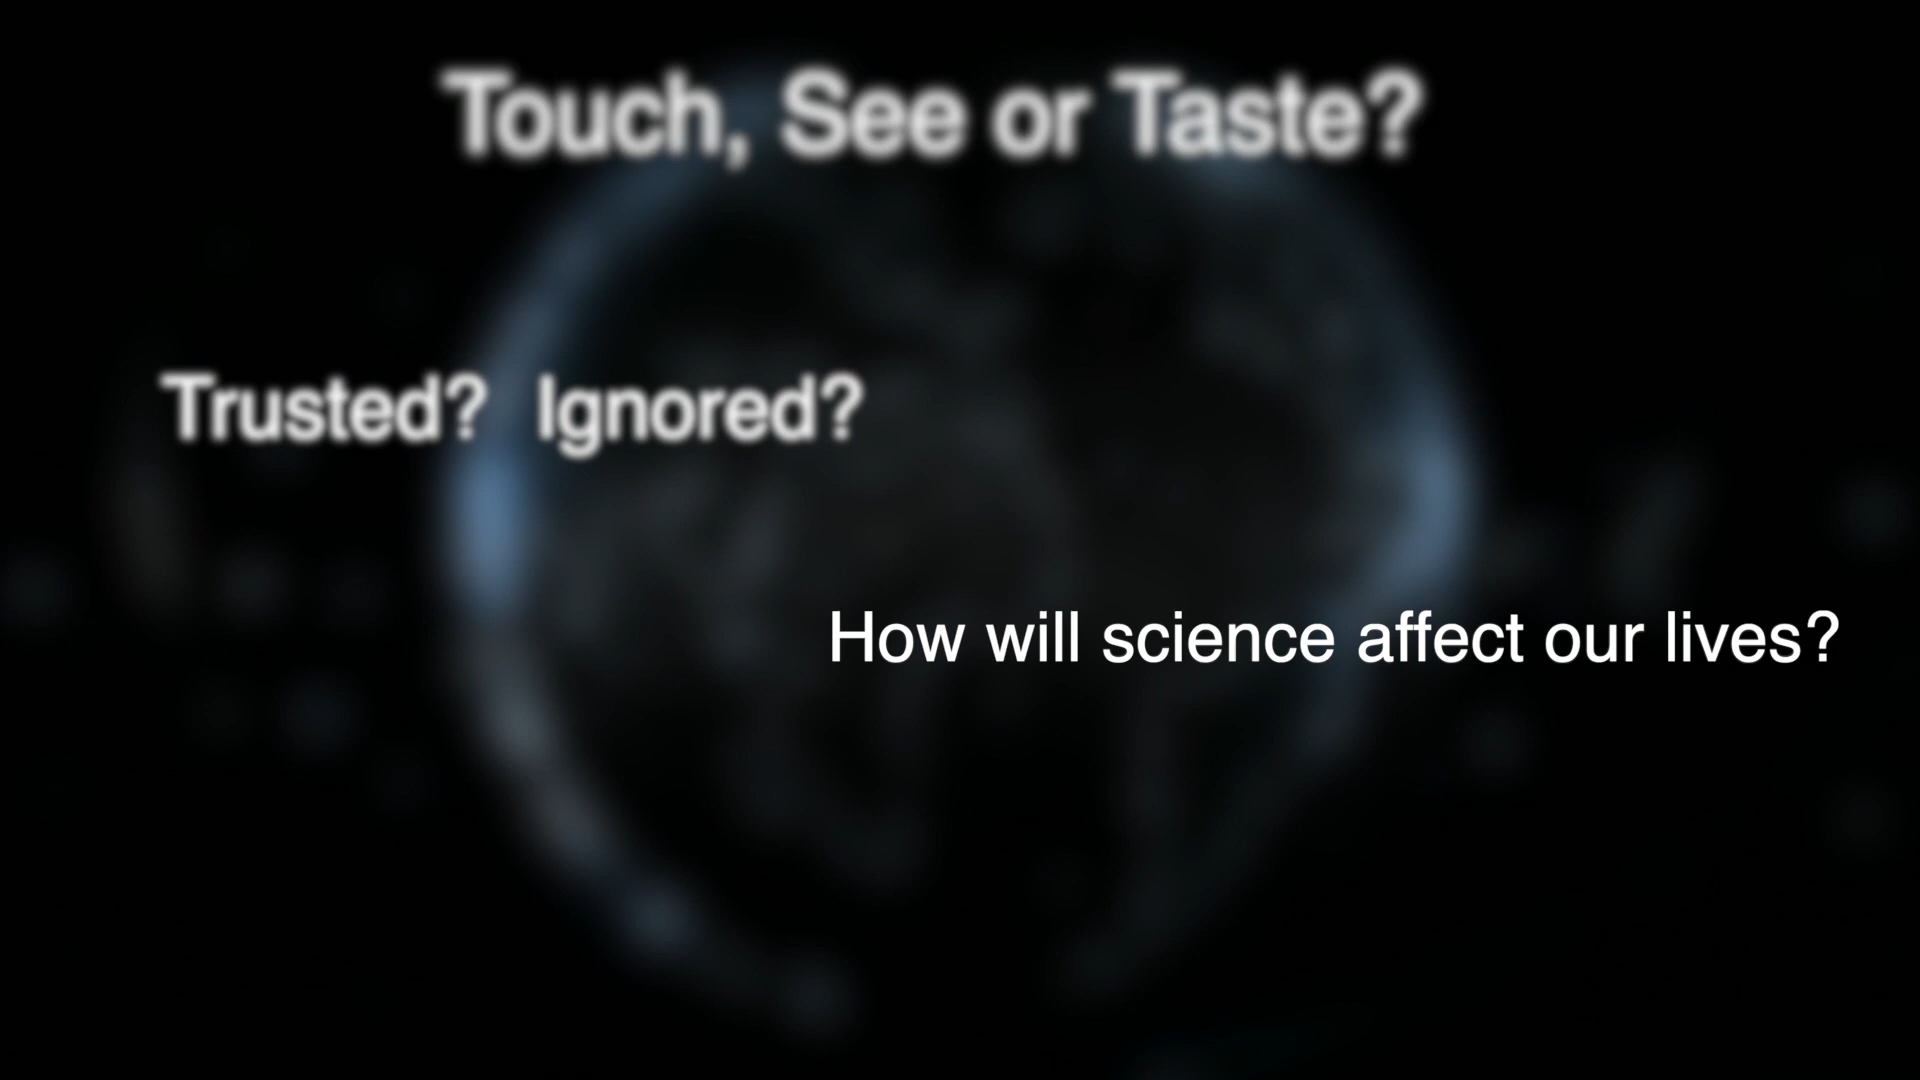 Touch, See or Taste?
Trusted? Ignored?
How will science affect our lives?